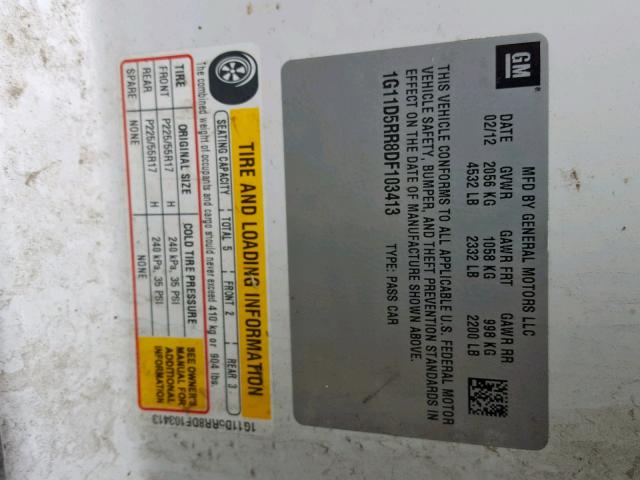 GM
MFD BY GENERAL MOTORS LLC
DATE GVWR GAWR FRT GAWR RR
02/12 2056 KG 1058 KG 998 KG
4532 LB 2332 LB 2200 LB
THIS VEHICLE CONFORMS TO ALL APPLICABLE U.S. FEDERAL MOTOR
VEHICLE SAFETY, BUMPER, AND THEFT PREVENTION STANDARDS IN
EFFECT ON THE DATE OF MANUFACTURE SHOWN ABOVE.
1G11D5RR8DF103413 TYPE: PASS CAR
TIRE AND LOADING INFORMATION
SEATING CAPACITY TOTAL 5 FRONT 2 REAR 3
The combined weight of occupants and cargo should never exceed 410 kg or 904 lbs.
TIRE ORIGINAL SIZE COLD TIRE PRESSURE
FRONT P225/55R17 H 240 kPa, 35 PSI
REAR P225/55R17 H 240 kPa, 35 PSI
SPARE NONE NONE
SEE OWNER'S
MANUAL FOR
ADDITIONAL
INFORMATION
1G11D5RR8DF103413